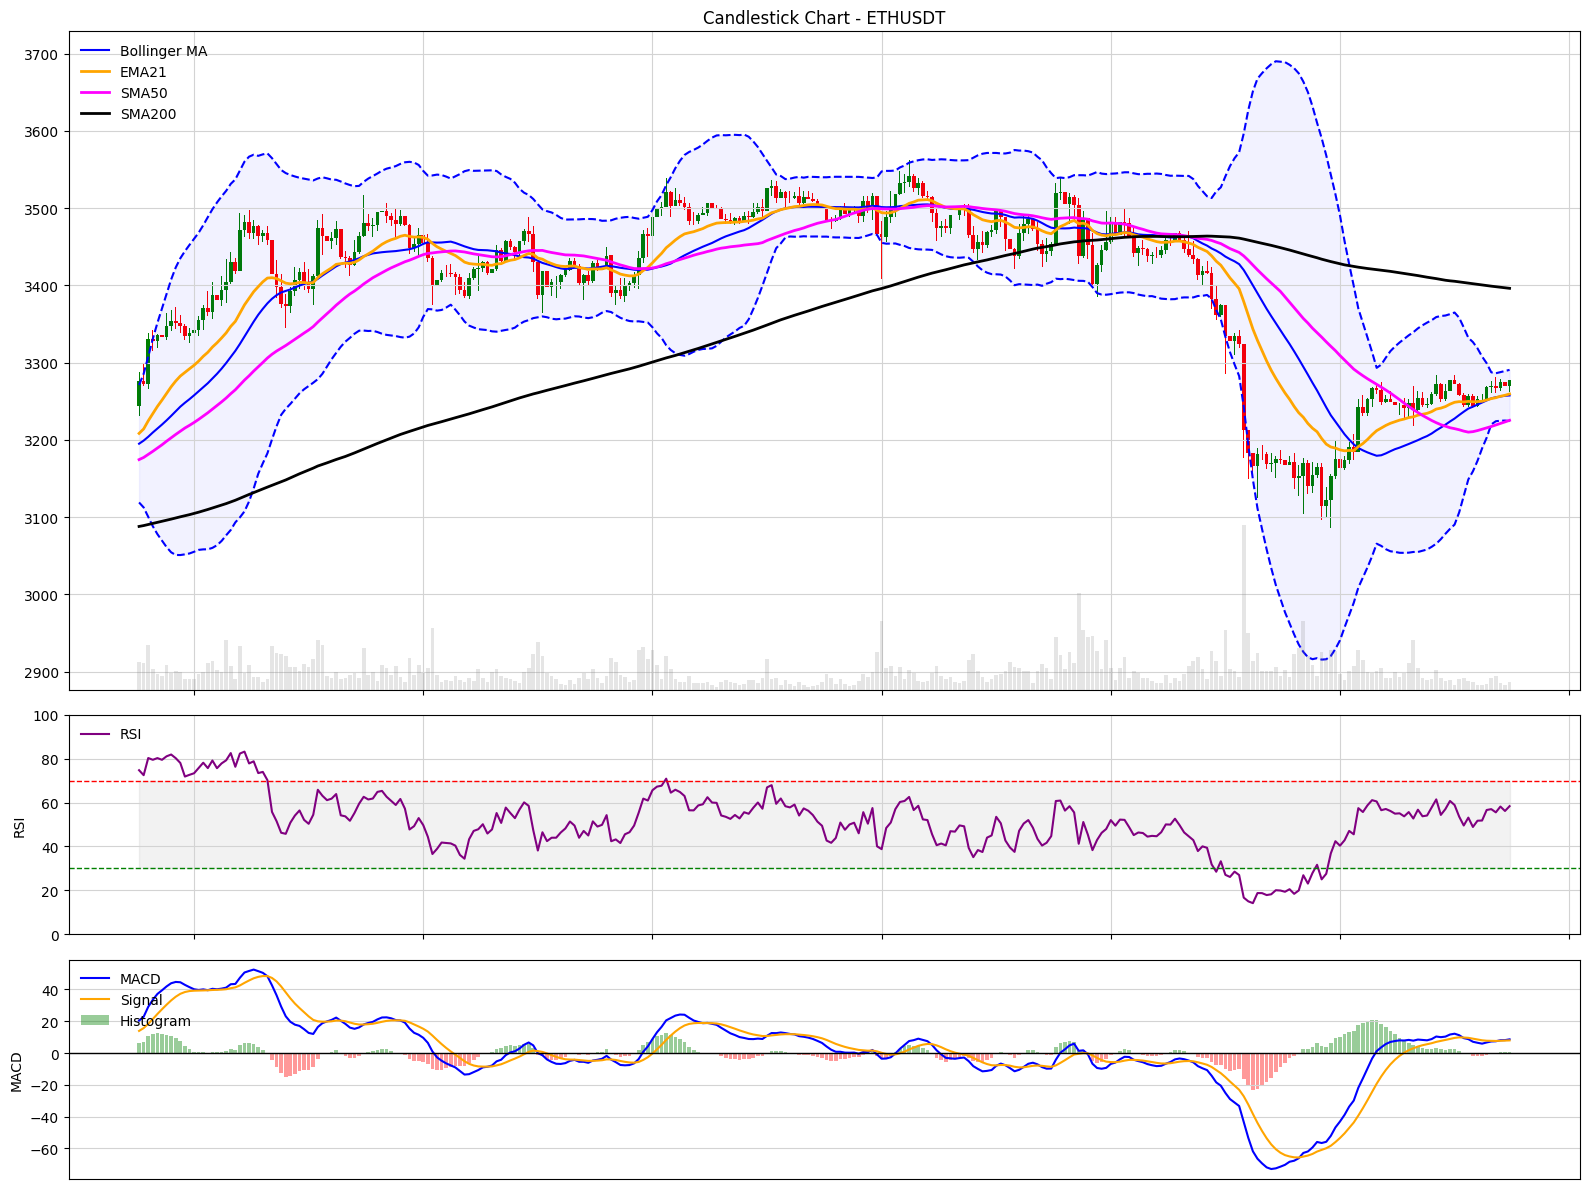 Candlestick Chart - ETHUSDT
Bollinger MA
EMA21
SMA50
SMA200
3700
3600
3500
3400
3300
3200
3100
3000
2900
RSI
RSI
100
80
60
40
20
0
MACD
Signal
Histogram
MACD
40
20
0
−20
−40
−60